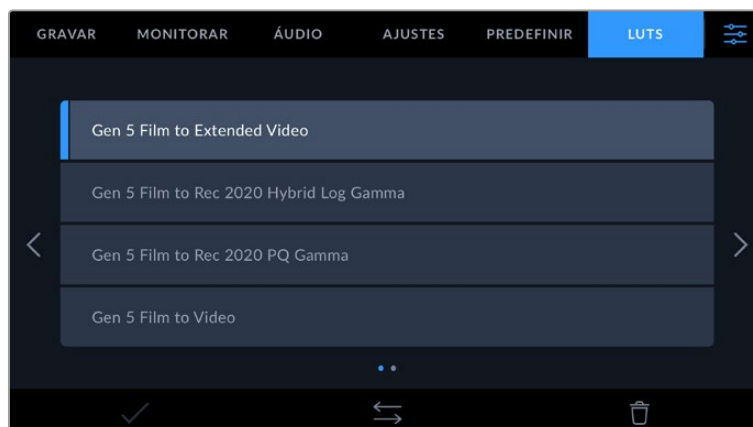 GRAVAR MONITORAR ÁUDIO AJUSTES PREDEFINIR LUTS
Gen 5 Film to Extended Video
Gen 5 Film to Rec 2020 Hybrid Log Gamma
Gen 5 Film to Rec 2020 PQ Gamma
Gen 5 Film to Video